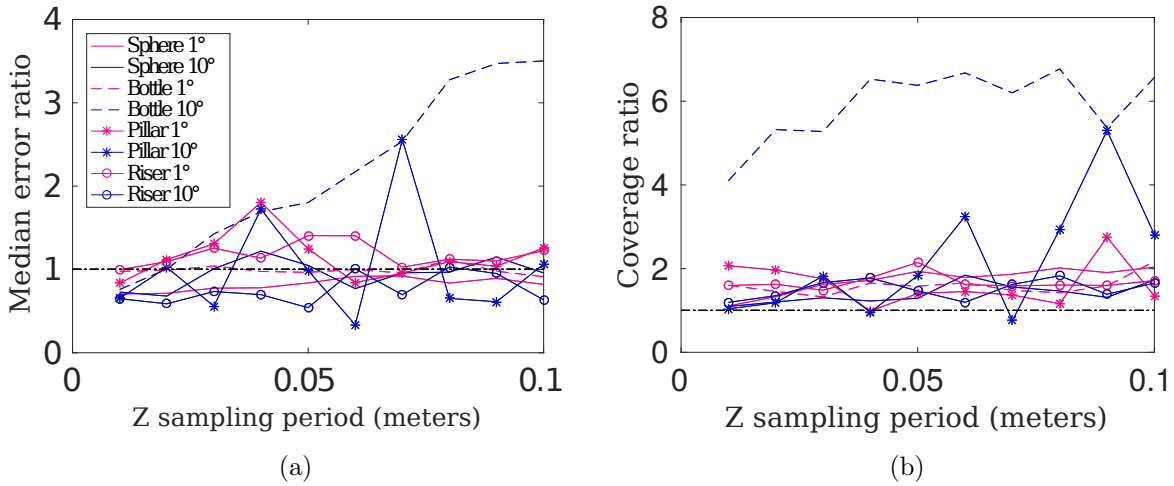 4
3
2
1
0
Median error ratio
Sphere 1°
Sphere 10°
Bottle 1°
Bottle 10°
Pillar 1°
Pillar 10°
Riser 1°
Riser 10°
0 0.05 0.1
Z sampling period (meters)
(a)
8
6
4
2
0
Coverage ratio
0 0.05 0.1
Z sampling period (meters)
(b)